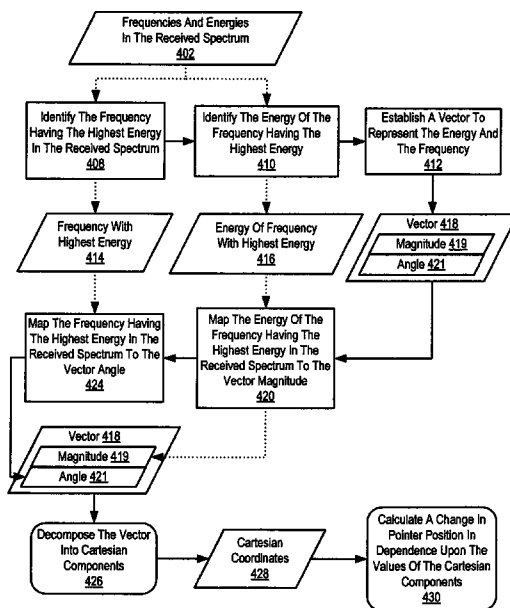 Frequencies And Energies
In The Received Spectrum
402
Identify The Frequency
Having The Highest Energy
In The Received Spectrum
408
Identify The Energy Of The
Frequency Having The
Highest Energy
410
Establish A Vector To
Represent The Energy And
The Frequency
412
Frequency With
Highest Energy
414
Energy Of Frequency
With Highest Energy
416
Vector 418
Magnitude 419
Angle 421
Map The Frequency Having
The Highest Energy In The
Received Spectrum To The
Vector Angle
424
Map The Energy Of The
Frequency Having The
Highest Energy In The
Received Spectrum To The
Vector Magnitude
420
Vector 418
Magnitude 419
Angle 421
Decompose The Vector
Into Cartesian
Components
426
Cartesian
Coordinates
428
Calculate A Change In
Pointer Position In
Dependence Upon The
Values Of The Cartesian
Components
430